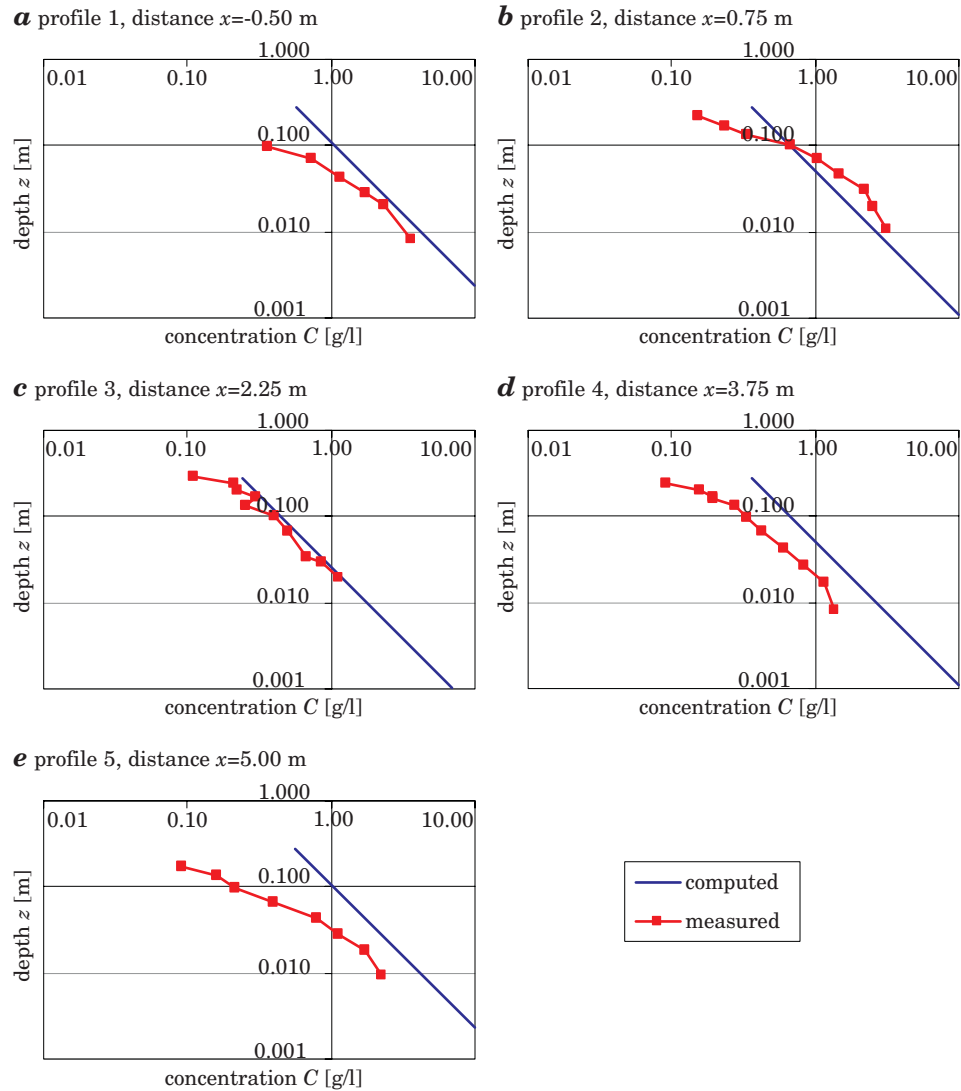 a profile 1, distance x=-0.50 m
1.000
0.01 0.10 1.00 10.00
0.100
0.010
0.001
depth z [m]
concentration C [g/l]
b profile 2, distance x=0.75 m
1.000
0.01 0.10 1.00 10.00
0.100
0.010
0.001
depth z [m]
concentration C [g/l]
c profile 3, distance x=2.25 m
1.000
0.01 0.10 1.00 10.00
0.100
0.010
0.001
depth z [m]
concentration C [g/l]
d profile 4, distance x=3.75 m
1.000
0.01 0.10 1.00 10.00
0.100
0.010
0.001
depth z [m]
concentration C [g/l]
e profile 5, distance x=5.00 m
1.000
0.01 0.10 1.00 10.00
0.100
0.010
0.001
depth z [m]
concentration C [g/l]
computed
measured